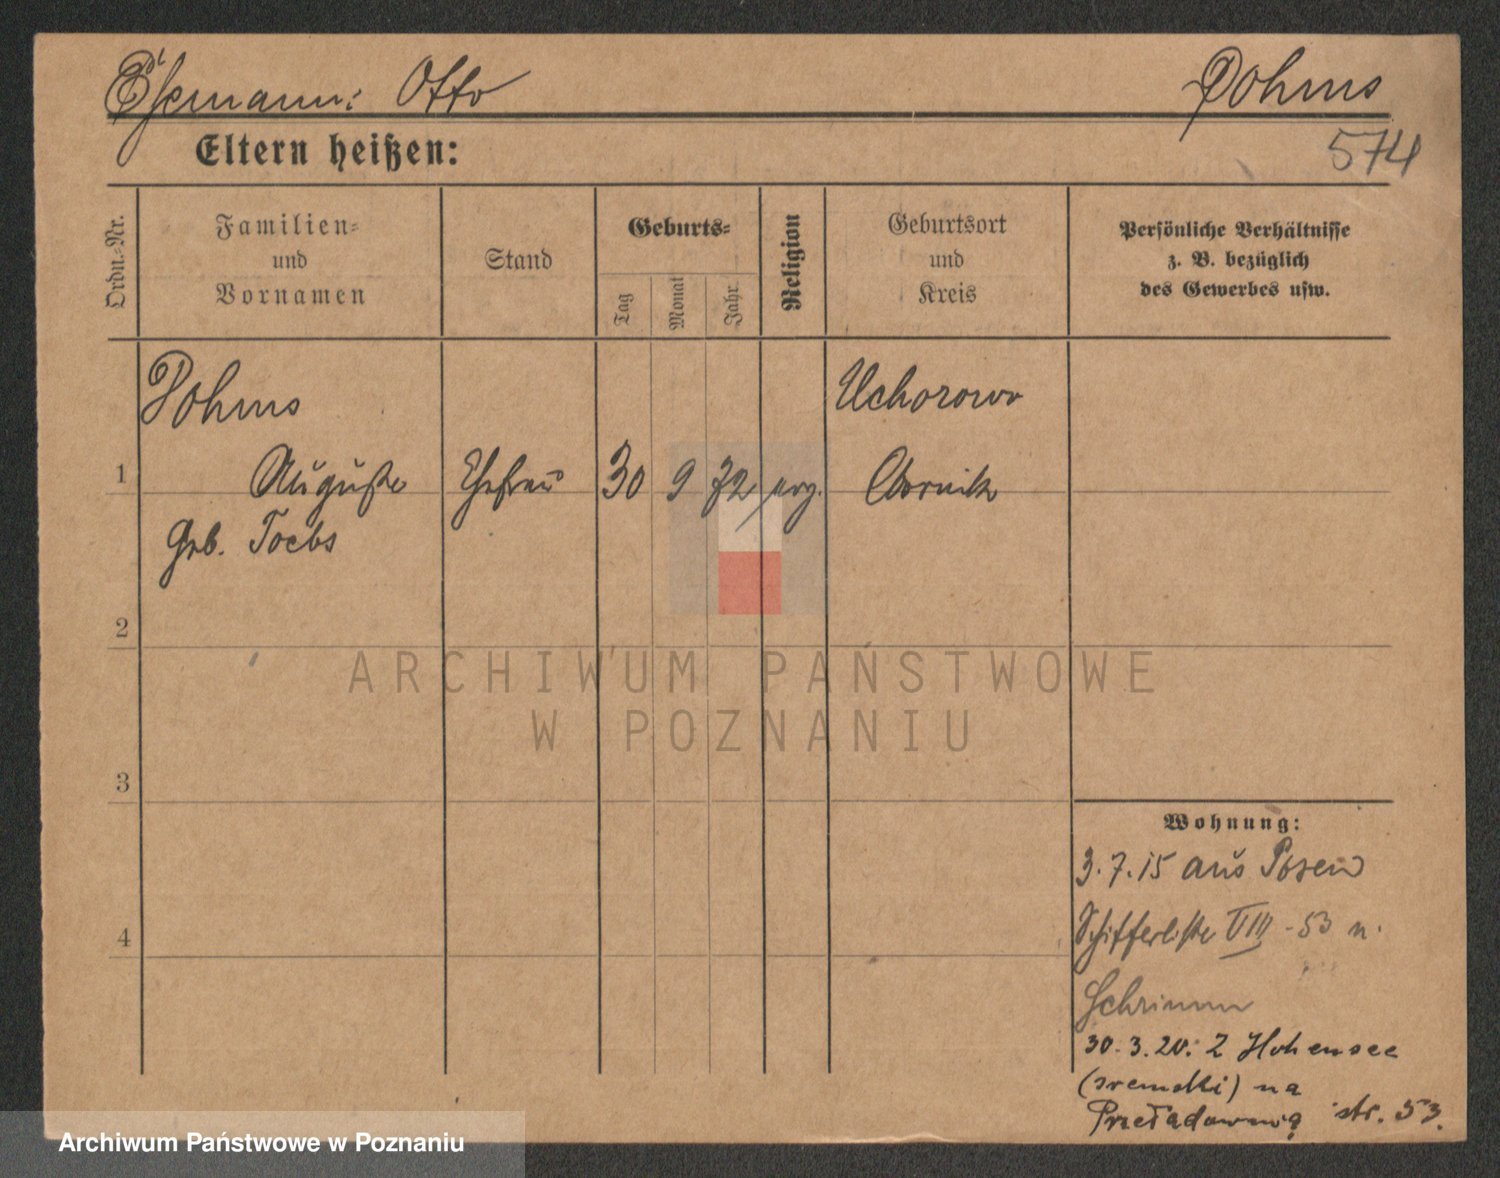 Ehemann: Otto
Pohms
574
Eltern heißen:
Ordn.-Nr.
Familien-
und
Vornamen
Stand
Geburts-
Tag
Monat
Jahr
Religion
Geburtsort
und
Kreis
Persönliche Verhältnisse
z. B. bezüglich
des Gewerbes usw.
Pohms
Uchorowo
1
Auguste
Ehefrau
30
9
72
evg.
Obornik
Geb.
2
3
4
Wohnung:
3.7.15 aus Posen
Schifferliste VIII - 53 n.
Schrimm
30.3.20. Z Hohensee
(sremski) na
Przeładownię str. 53.
ARCHIWUM PAŃSTWOWE
W POZNANIU
Archiwum Państwowe w Poznaniu